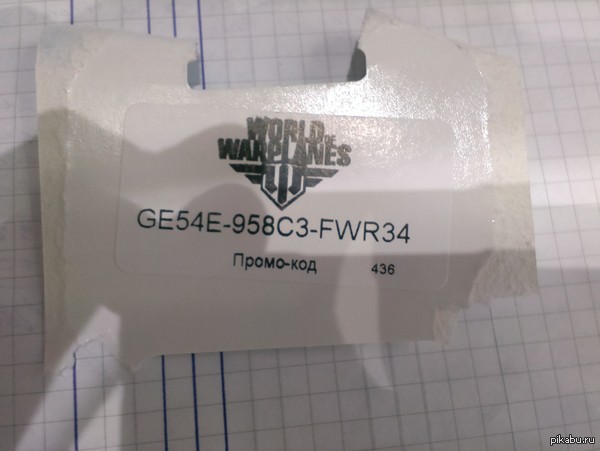 WORLD OF
WARPLANES
GE54E-958C3-FWR34
Промо-код 436
pikabu.ru